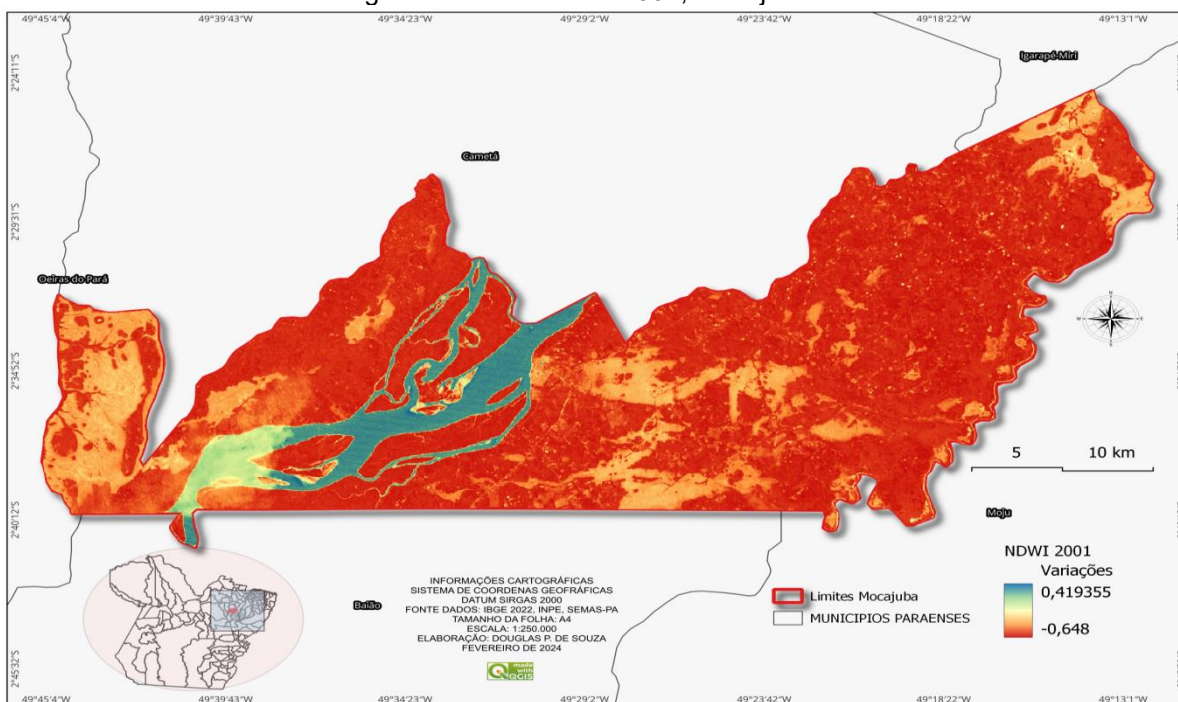 49°45'4"W 49°39'43"W 49°34'23"W 49°29'2"W 49°23'42"W 49°18'22"W 49°13'1"W
2°24'11"S
Igarapé-Miri
Cametá
2°29'31"S
Oeiras do Pará
2°34'52"S
5 10 km
2°40'12"S
Moju
NDWI 2001
Variações
0,419355
-0,648
Limites Mocajuba
MUNICIPIOS PARAENSES
Baião
INFORMAÇÕES CARTOGRÁFICAS
SISTEMA DE COORDENAS GEOFRÁFICAS
DATUM SIRGAS 2000
FONTE DADOS: IBGE 2022, INPE, SEMAS-PA
TAMANHO DA FOLHA: A4
ESCALA: 1:250.000
ELABORAÇÃO: DOUGLAS P. DE SOUZA
FEVEREIRO DE 2024
made
with
QGIS
2°45'32"S
49°45'4"W 49°39'43"W 49°34'23"W 49°29'2"W 49°23'42"W 49°18'22"W 49°13'1"W